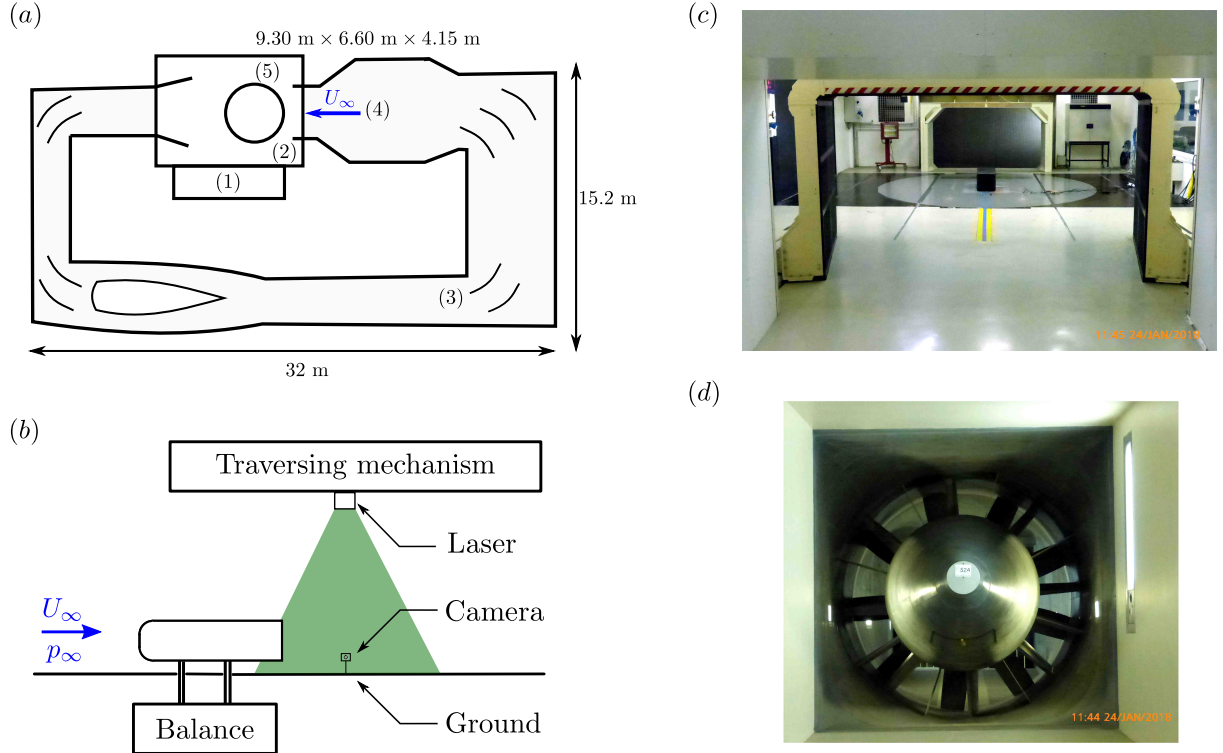 (a)
9.30 m × 6.60 m × 4.15 m
(5)
U∞
(4)
(2)
(1)
(3)
15.2 m
32 m
(b)
Traversing mechanism
Laser
Camera
U∞
p∞
Balance
Ground
(c)
11:45 24/JAN/2018
(d)
324
11:44 24/JAN/2018